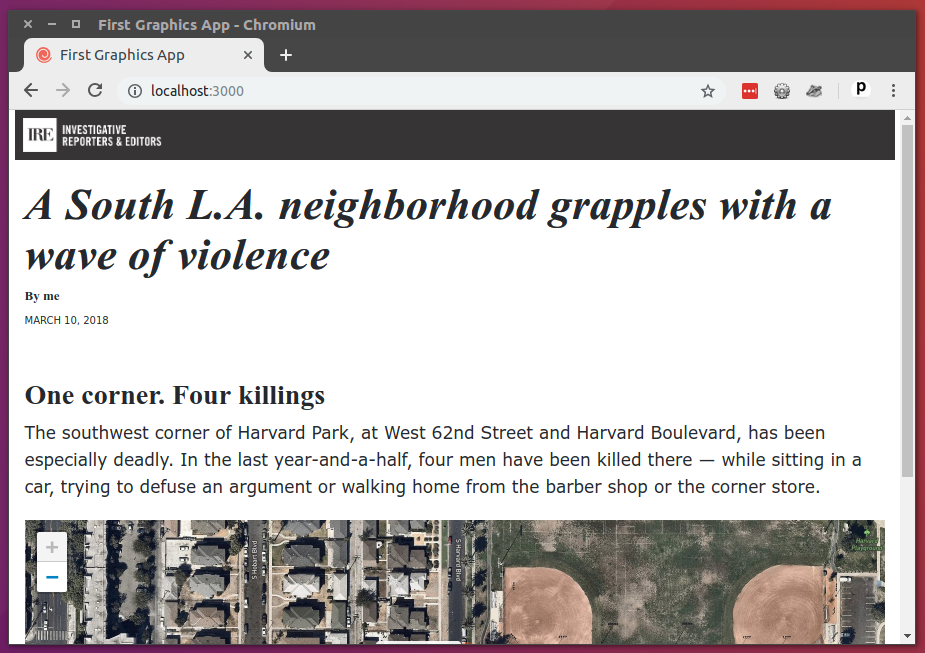 First Graphics App - Chromium
First Graphics App
localhost:3000
P
IRE INVESTIGATIVE
REPORTERS & EDITORS
A South L.A. neighborhood grapples with a
wave of violence
By me
MARCH 10, 2018
One corner. Four killings
The southwest corner of Harvard Park, at West 62nd Street and Harvard Boulevard, has been
especially deadly. In the last year-and-a-half, four men have been killed there — while sitting in a
car, trying to defuse an argument or walking home from the barber shop or the corner store.
+
−
S Hobart Blvd
S Harvard Blvd
Harvard
Playground